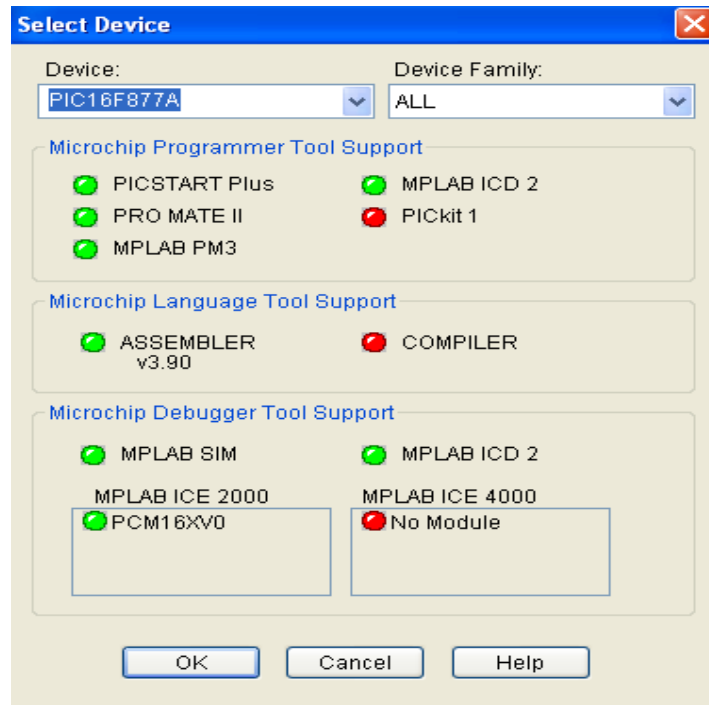 Select Device
Device: Device Family:
PIC16F877A ALL
Microchip Programmer Tool Support
PICSTART Plus MPLAB ICD 2
PRO MATE II PICkit 1
MPLAB PM3
Microchip Language Tool Support
ASSEMBLER COMPILER
v3.90
Microchip Debugger Tool Support
MPLAB SIM MPLAB ICD 2
MPLAB ICE 2000 MPLAB ICE 4000
PCM16XV0 No Module
OK Cancel Help